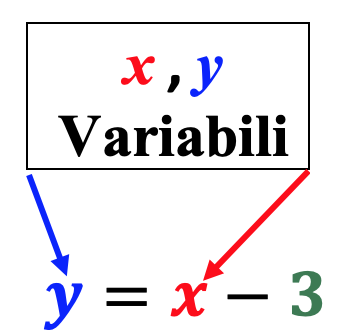 x , y
Variabili
y = x − 3